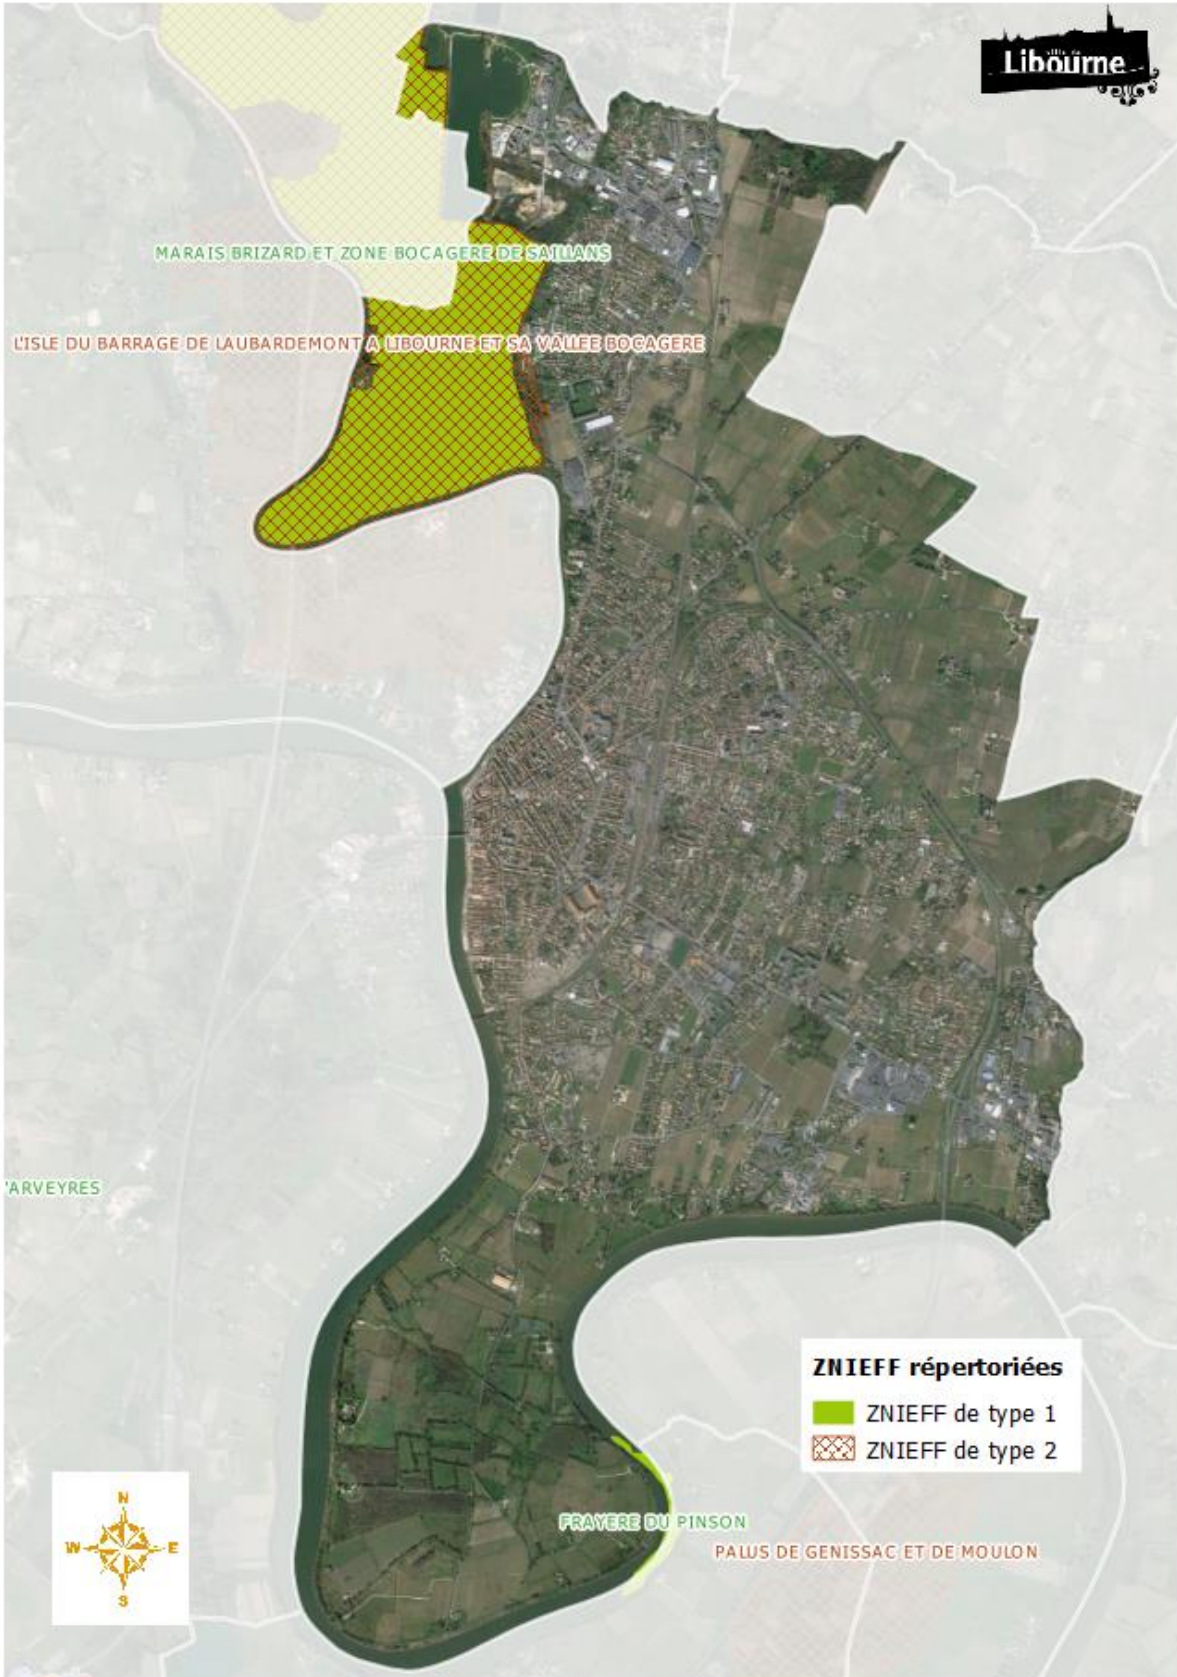 ville de
Libourne
MARAIS BRIZARD ET ZONE BOCAGERE DE SAILLANS
L'ISLE DU BARRAGE DE LAUBARDEMONT A LIBOURNE ET SA VALLEE BOCAGERE
'ARVEYRES
ZNIEFF répertoriées
ZNIEFF de type 1
ZNIEFF de type 2
N
W E
S
FRAYERE DU PINSON
PALUS DE GENISSAC ET DE MOULON